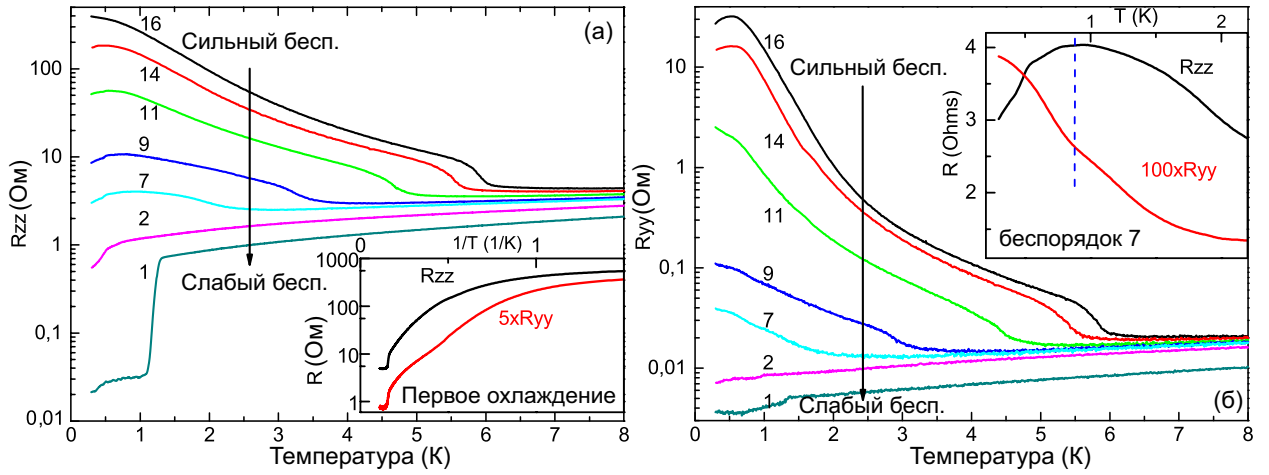 (а)
16
Сильный бесп.
14
11
9
7
2
1
Слабый бесп.
Rzz (Ом)
100
10
1
0,1
0,01
0 1 2 3 4 5 6 7 8
Температура (К)
0 1/T (1/K) 1
1000
100
10
1
R (Ом)
Rzz
5xRyy
Первое охлаждение
(б)
16
Сильный бесп.
14
11
9
7
2
1
Слабый бесп.
Ryy (Ом)
10
1
0,1
0,01
0 1 2 3 4 5 6 7 8
Температура (К)
T (K)
1 2
4
3
2
R (Ohms)
Rzz
100xRyy
беспорядок 7